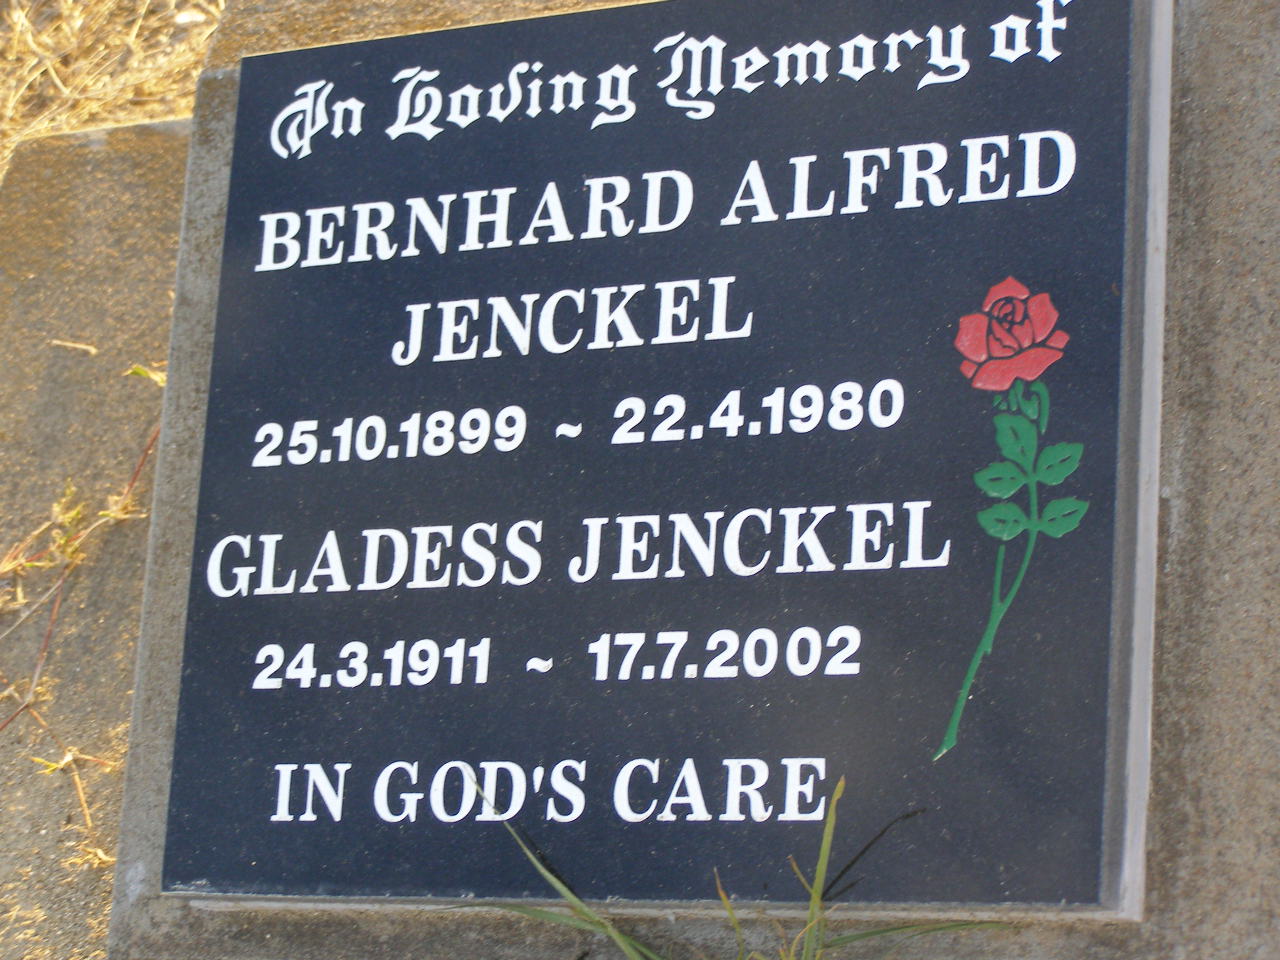 In Loving Memory of
BERNHARD ALFRED
JENCKEL
25.10.1899 ~ 22.4.1980
GLADESS JENCKEL
24.3.1911 ~ 17.7.2002
IN GOD'S CARE